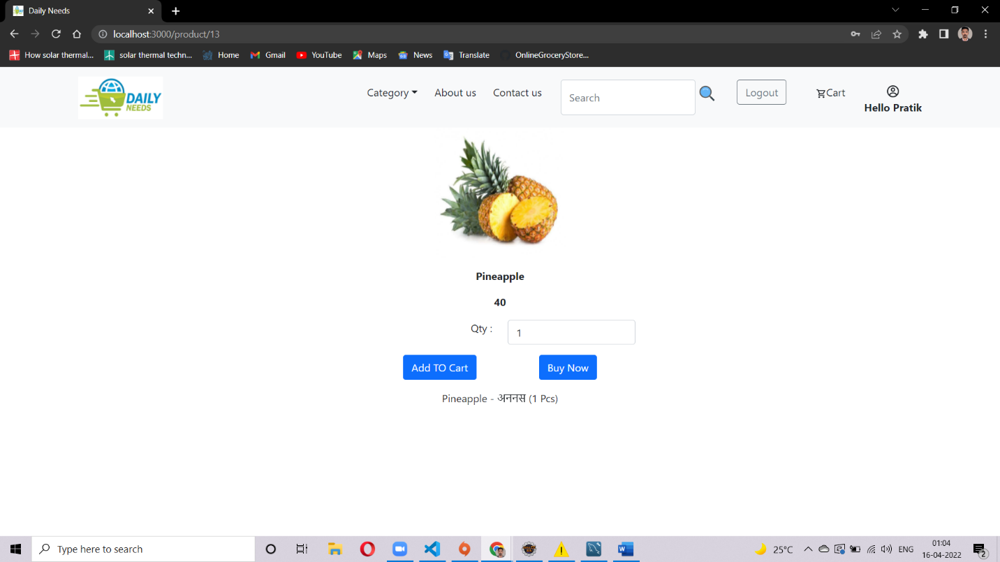 Daily Needs
localhost:3000/product/13
How solar thermal... solar thermal techn... Home Gmail YouTube Maps News Translate OnlineGroceryStore...
DAILY
NEEDS
Category About us Contact us Search Logout Cart
Hello Pratik
Pineapple
40
Qty : 1
Add TO Cart Buy Now
Pineapple - अननस (1 Pcs)
Type here to search
25°C ENG 01:04
16-04-2022
2